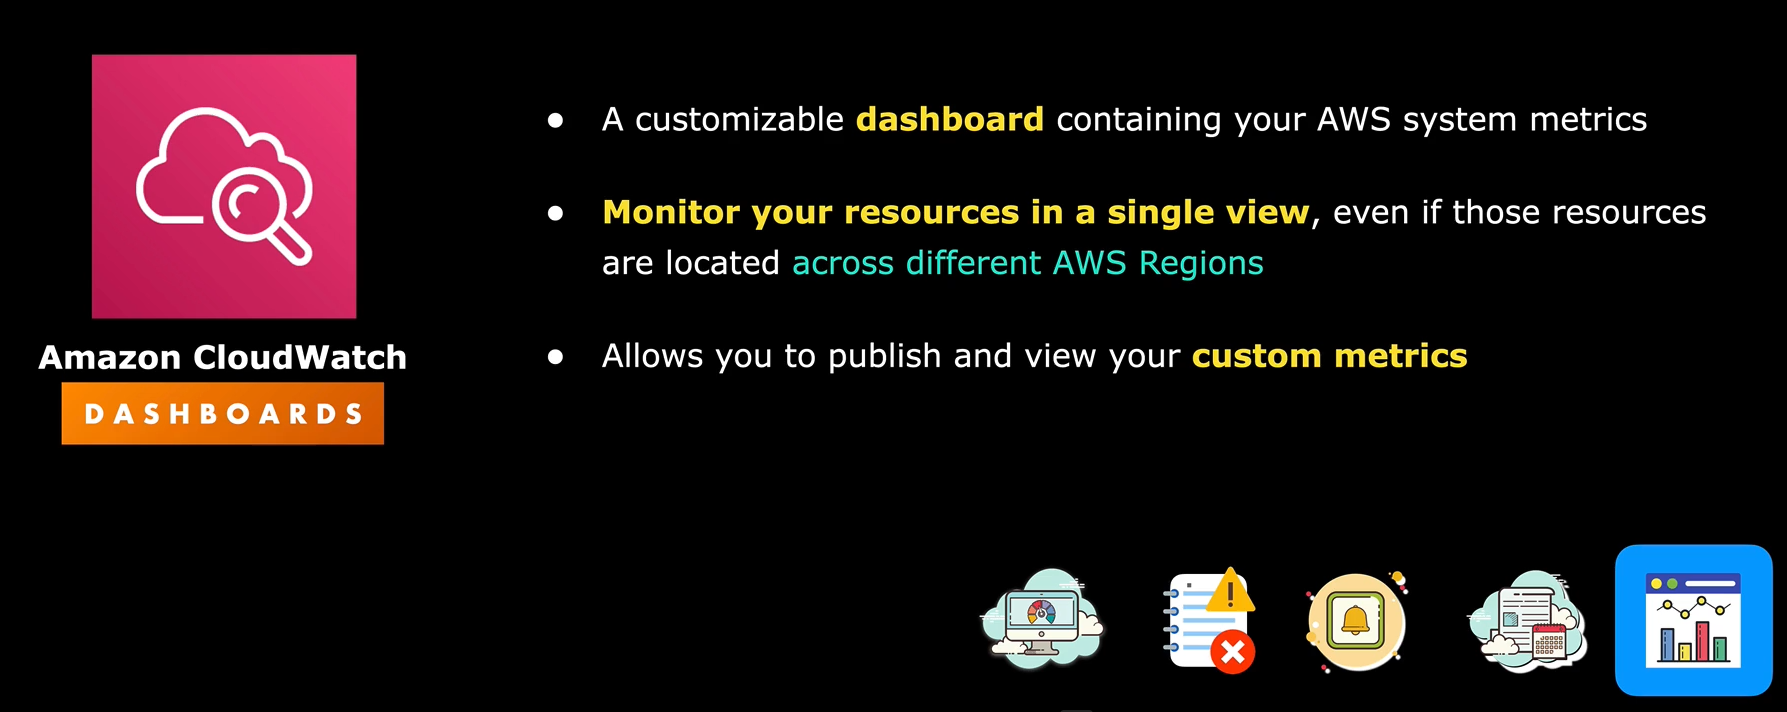 Amazon CloudWatch
DASHBOARDS
● A customizable dashboard containing your AWS system metrics
● Monitor your resources in a single view, even if those resources
are located across different AWS Regions
● Allows you to publish and view your custom metrics